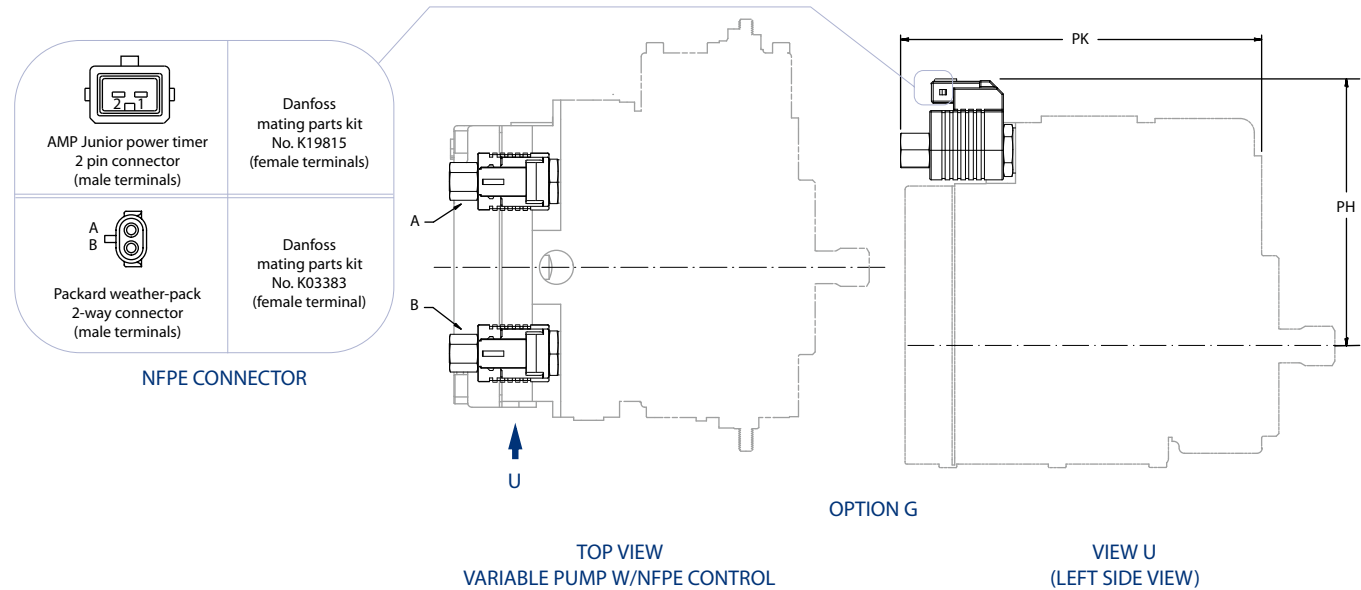 2 1
AMP Junior power timer
2 pin connector
(male terminals)
Danfoss
mating parts kit
No. K19815
(female terminals)
A
B
Packard weather-pack
2-way connector
(male terminals)
Danfoss
mating parts kit
No. K03383
(female terminal)
NFPE CONNECTOR
A
B
U
TOP VIEW
VARIABLE PUMP W/NFPE CONTROL
OPTION G
PK
PH
VIEW U
(LEFT SIDE VIEW)